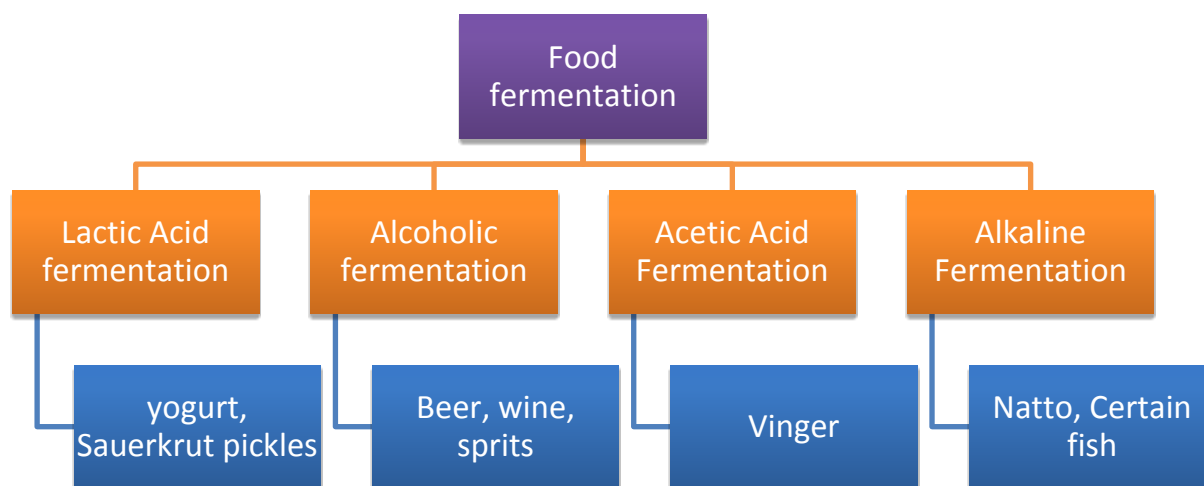 Food
fermentation
Lactic Acid
fermentation
Alcoholic
fermentation
Acetic Acid
Fermentation
Alkaline
Fermentation
yogurt,
Sauerkrut pickles
Beer, wine,
sprits
Vinger
Natto, Certain
fish